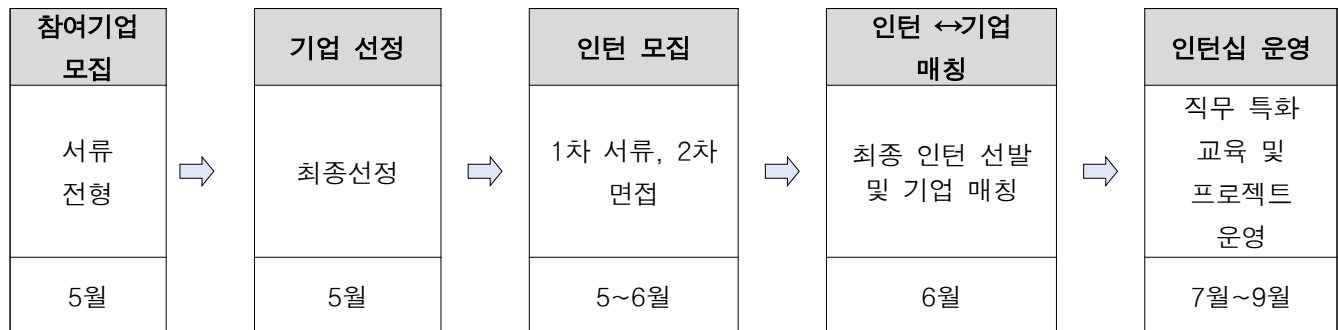 참여기업
모집
서류
전형
5월
기업 선정
최종선정
5월
인턴 모집
1차 서류, 2차
면접
5~6월
인턴 ↔기업
매칭
최종 인턴 선발
및 기업 매칭
6월
인턴십 운영
직무 특화
교육 및
프로젝트
운영
7월~9월